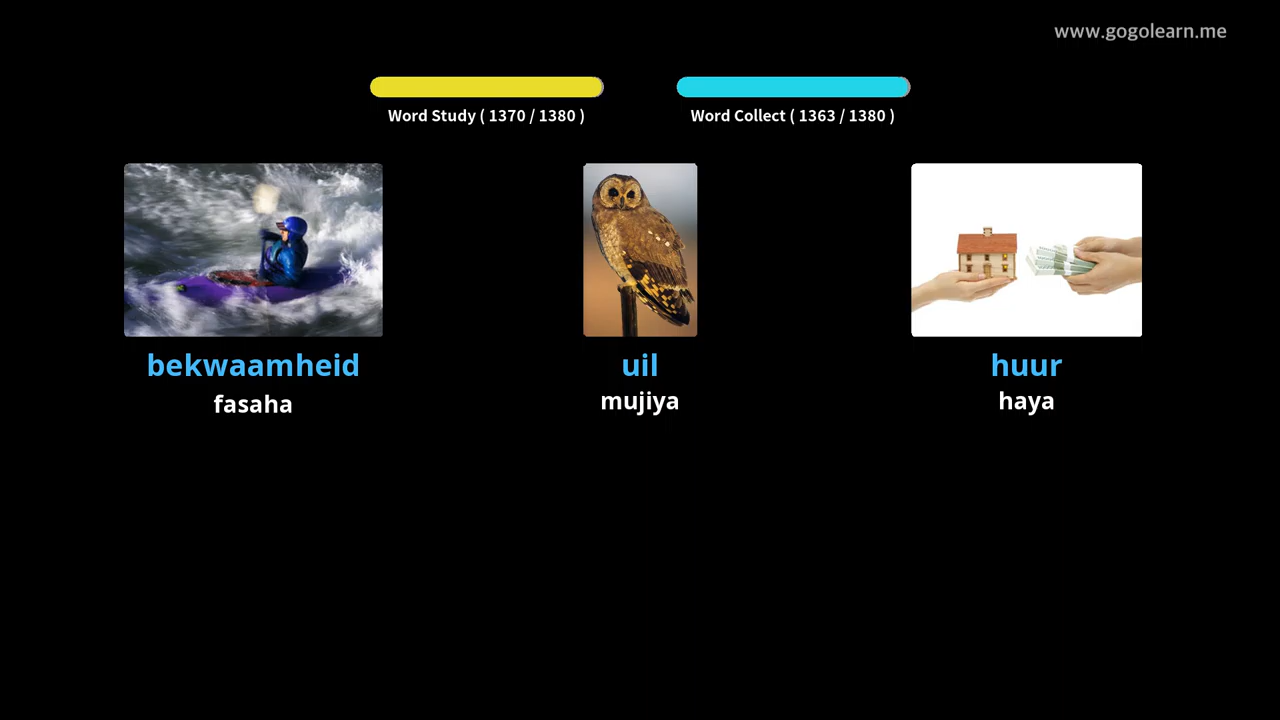 www.gogolearn.me
Word Study ( 1370 / 1380 )
Word Collect ( 1363 / 1380 )
bekwaamheid
fasaha
uil
mujiya
huur
haya